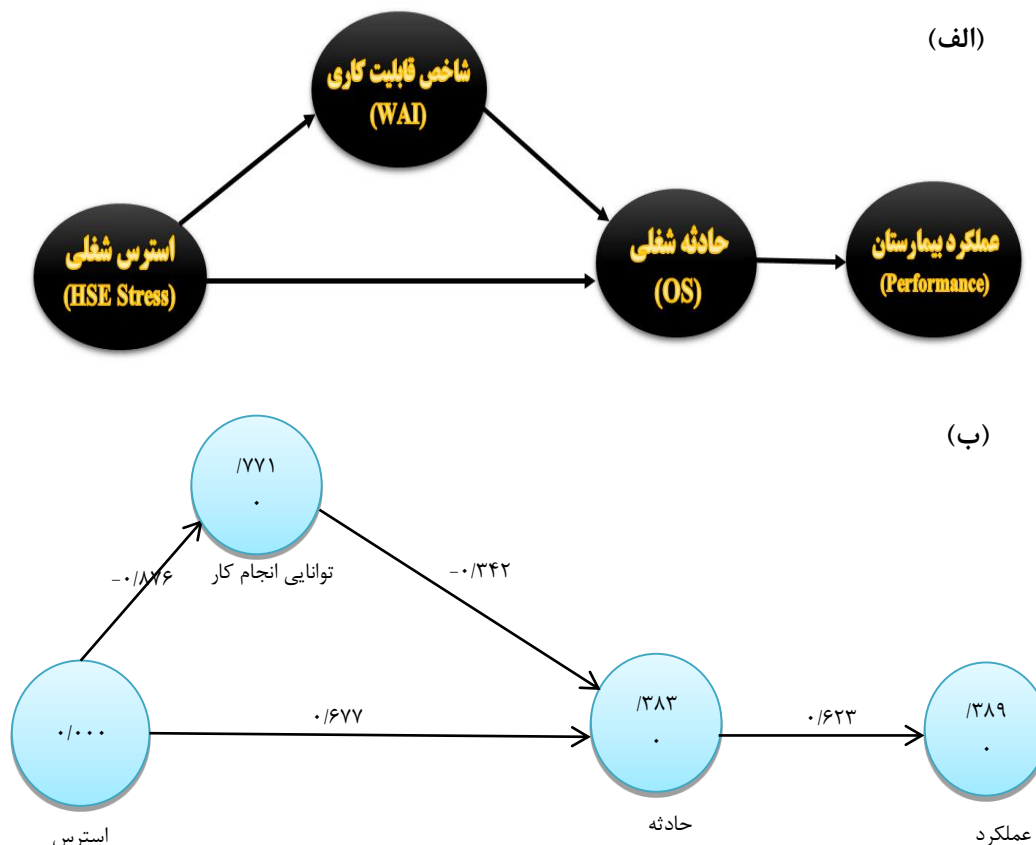 (الف)
شاخص قابلیت کاری
(WAI)
استرس شغلی
(HSE Stress)
حادثه شغلی
(OS)
عملکرد بیمارستان
(Performance)
(ب)
/۷۷۱
۰
توانایی انجام کار
-۰/۸۷۶
-۰/۳۴۲
۰/۰۰۰
استرس
۰/۶۷۷
/۳۸۳
۰
حادثه
۰/۶۲۳
/۳۸۹
۰
عملکرد